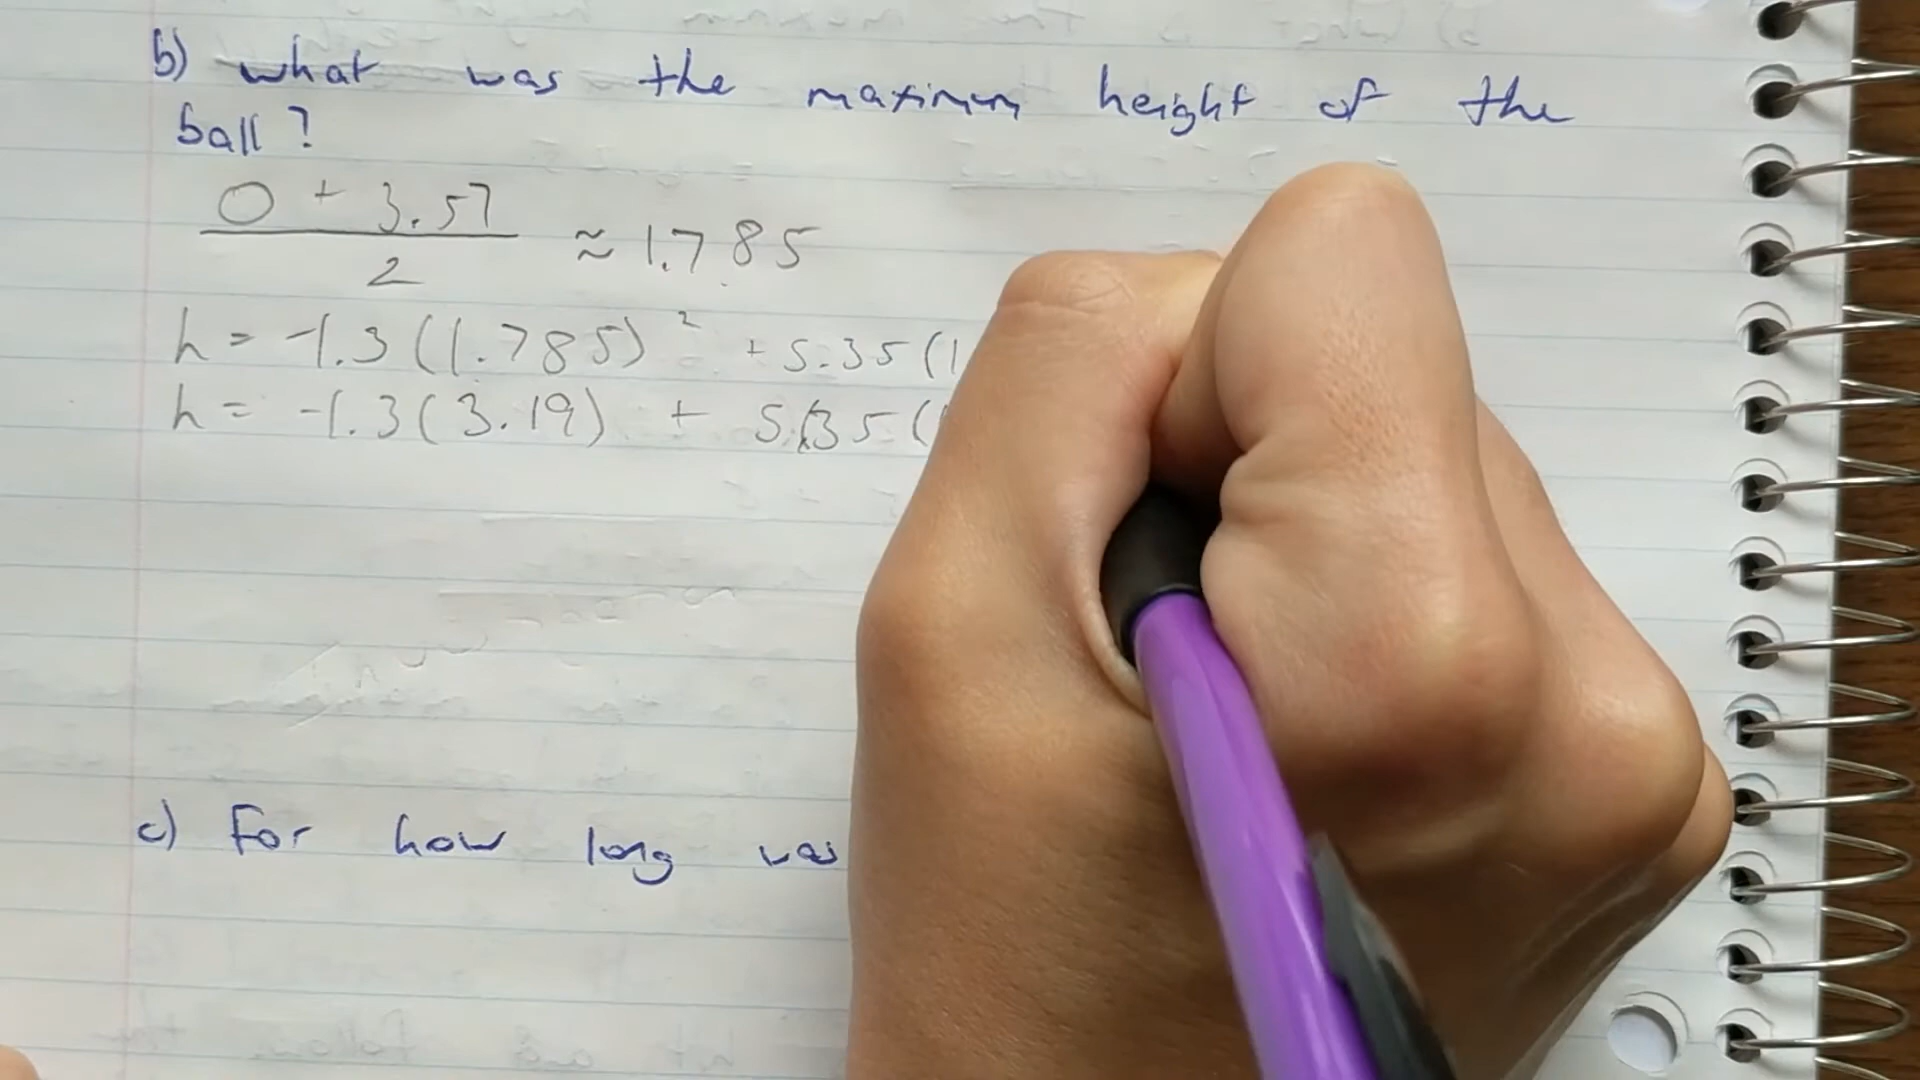 b) what was the maximum height of the
ball?
0 + 3.57
2
≈ 1.785
h = -1.3(1.785)² + 5.35(1
h = -1.3(3.19) + 5.35(
c) For how long was